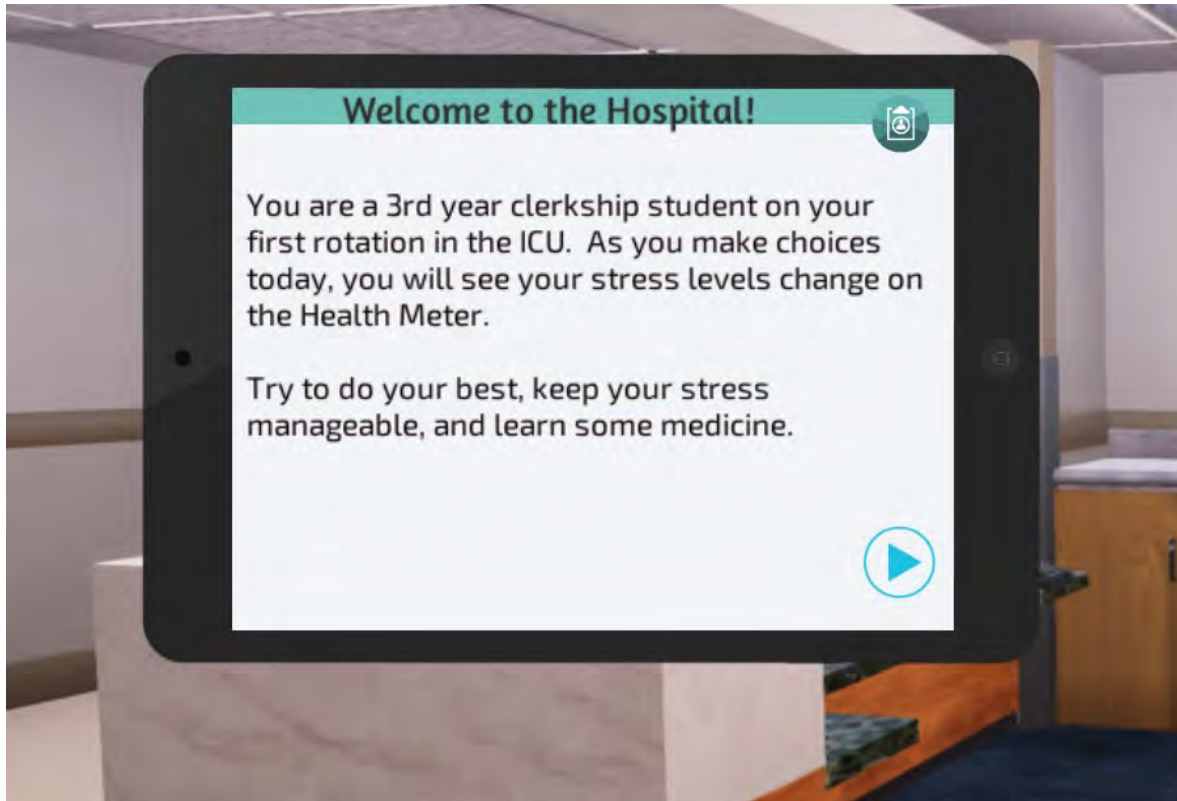 Welcome to the Hospital!
You are a 3rd year clerkship student on your
first rotation in the ICU.  As you make choices
today, you will see your stress levels change on
the Health Meter.
Try to do your best, keep your stress
manageable, and learn some medicine.